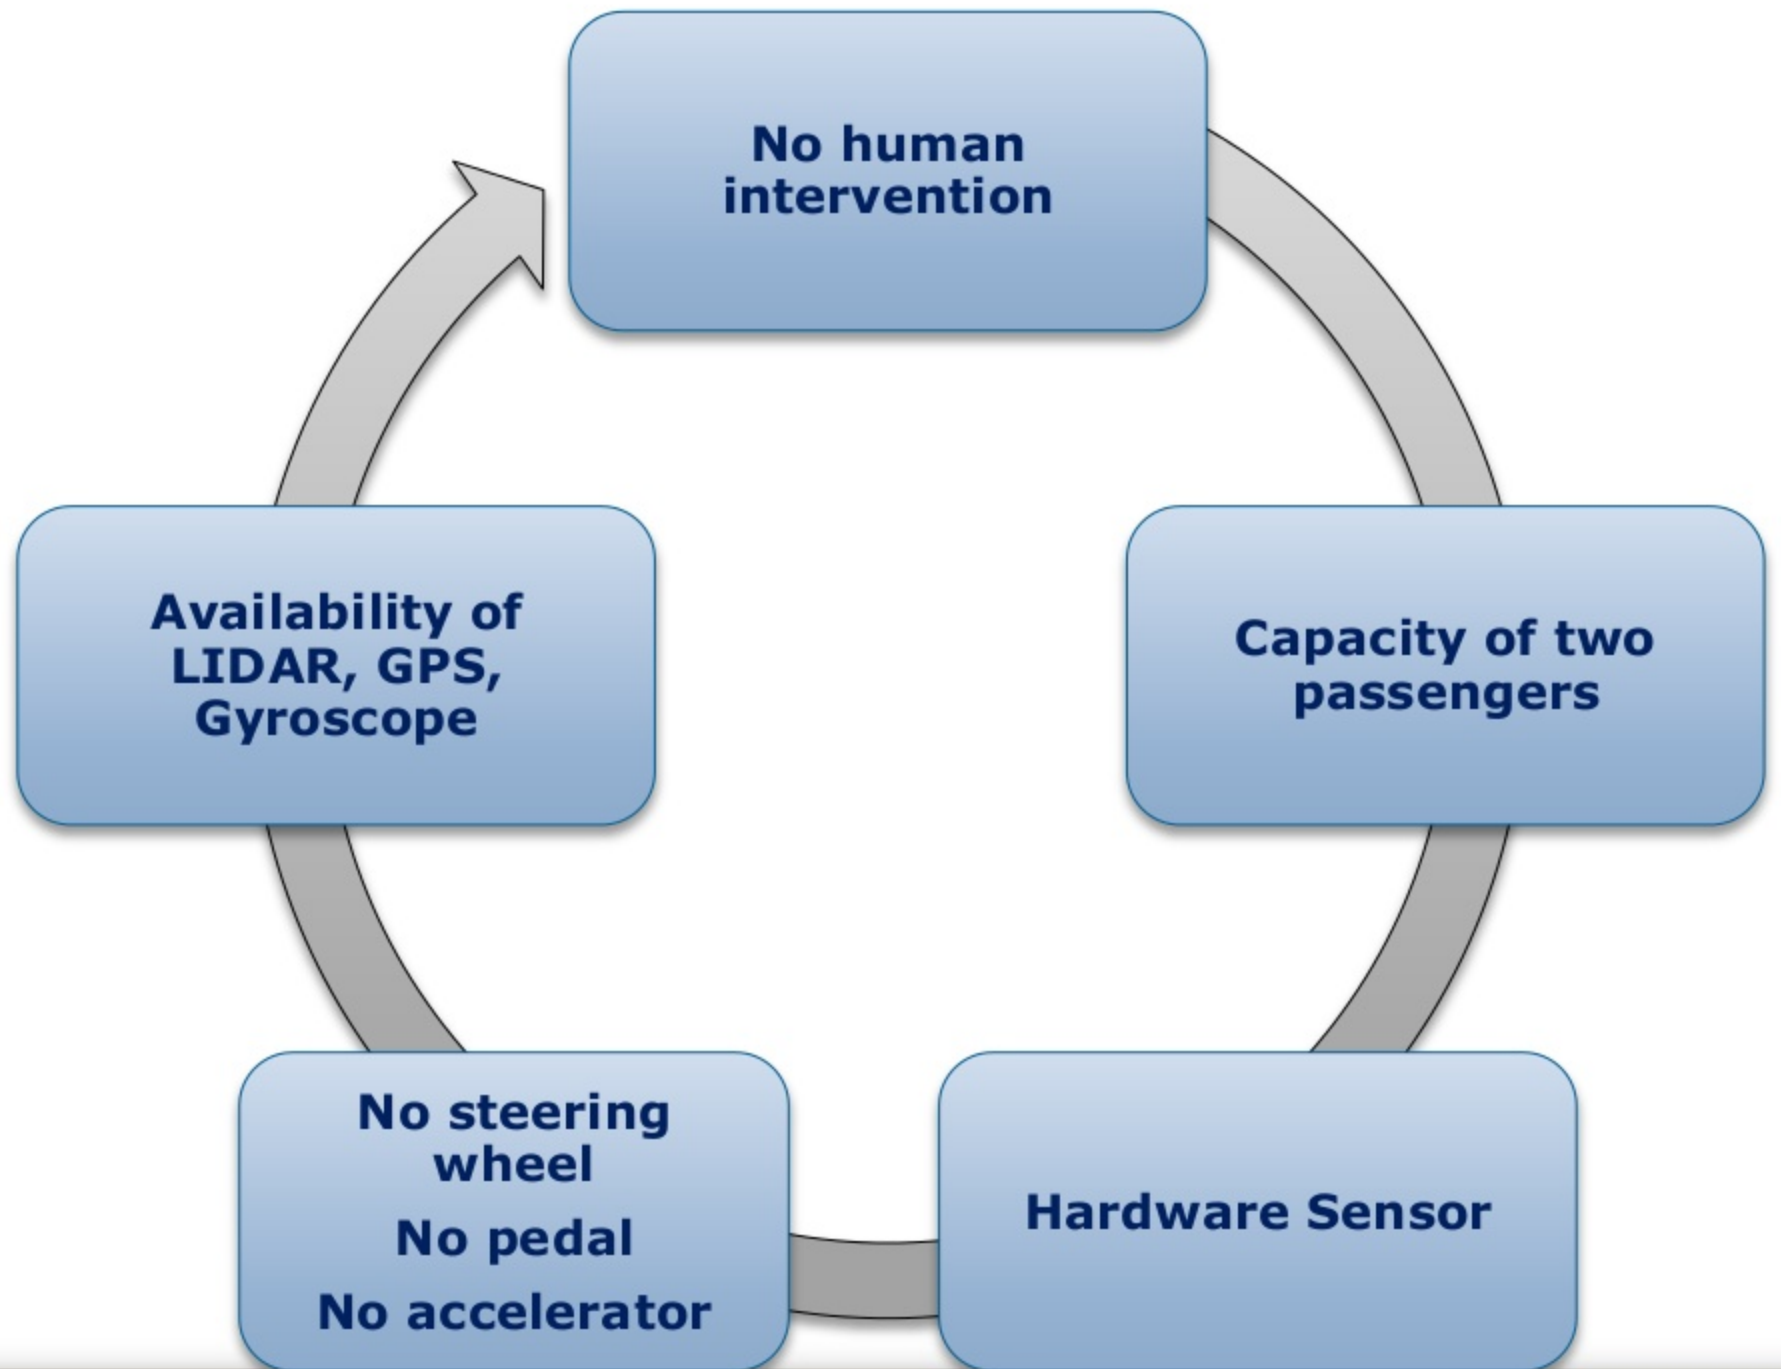 No human
intervention
Capacity of two
passengers
Hardware Sensor
No steering
wheel
No pedal
No accelerator
Availability of
LIDAR, GPS,
Gyroscope